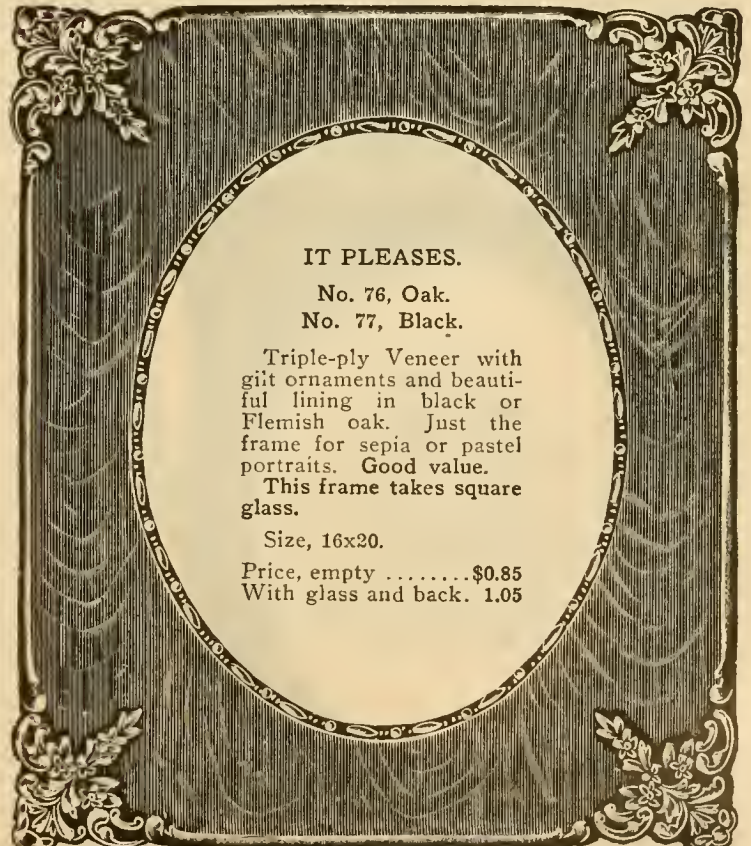 IT PLEASES.
No. 76, Oak.
No. 77, Black.
Triple-ply Veneer with
gilt ornaments and beauti-
ful lining in black or
Flemish oak. Just the
frame for sepia or pastel
portraits. Good value.
This frame takes square
glass.
Size, 16x20.
Price, empty ........$0.85
With glass and back. 1.05